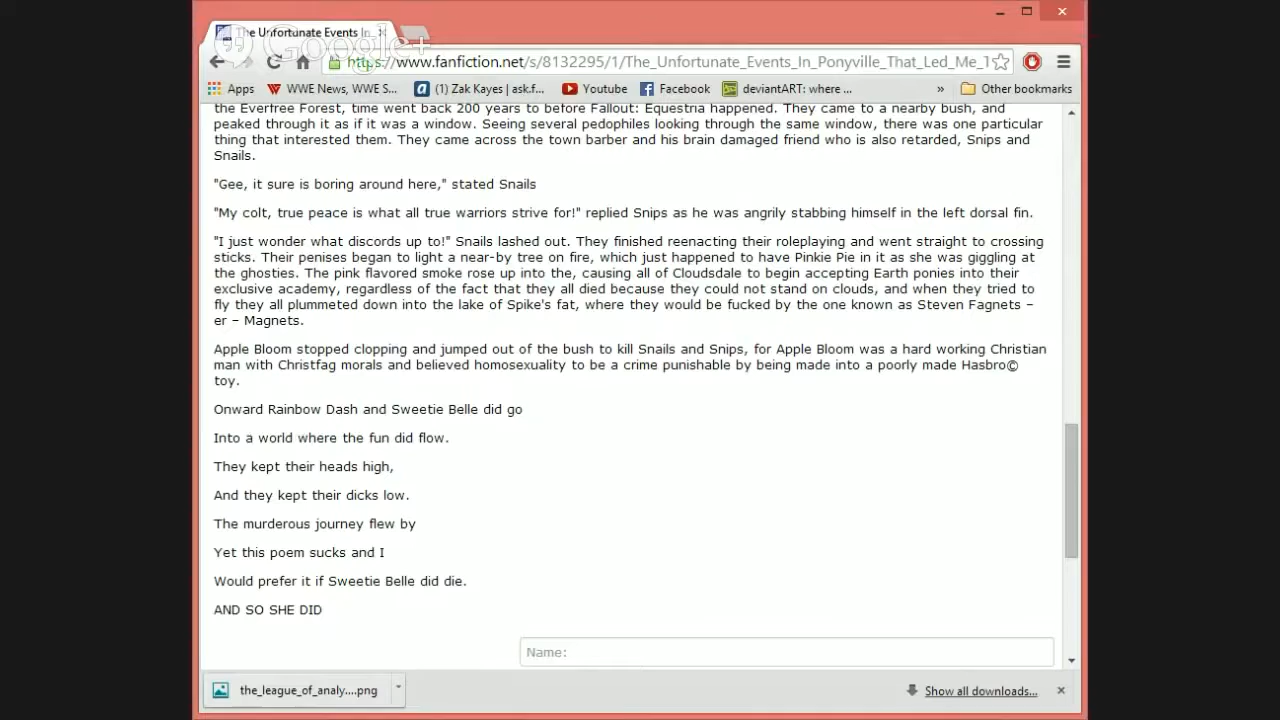 The Unfortunate Events In
Google+
https://www.fanfiction.net/s/8132295/1/The_Unfortunate_Events_In_Ponyville_That_Led_Me_T
Apps WWE News, WWE S... (1) Zak Kayes | ask.f... Youtube Facebook deviantART: where ... » Other bookmarks
the Everfree Forest, time went back 200 years to before Fallout: Equestria happened. They came to a nearby bush, and
peaked through it as if it was a window. Seeing several pedophiles looking through the same window, there was one particular
thing that interested them. They came across the town barber and his brain damaged friend who is also retarded, Snips and
Snails.
"Gee, it sure is boring around here," stated Snails
"My colt, true peace is what all true warriors strive for!" replied Snips as he was angrily stabbing himself in the left dorsal fin.
"I just wonder what discords up to!" Snails lashed out. They finished reenacting their roleplaying and went straight to crossing
sticks. Their penises began to light a near-by tree on fire, which just happened to have Pinkie Pie in it as she was giggling at
the ghosties. The pink flavored smoke rose up into the, causing all of Cloudsdale to begin accepting Earth ponies into their
exclusive academy, regardless of the fact that they all died because they could not stand on clouds, and when they tried to
fly they all plummeted down into the lake of Spike's fat, where they would be fucked by the one known as Steven Fagnets –
er – Magnets.
Apple Bloom stopped clopping and jumped out of the bush to kill Snails and Snips, for Apple Bloom was a hard working Christian
man with Christfag morals and believed homosexuality to be a crime punishable by being made into a poorly made Hasbro©
toy.
Onward Rainbow Dash and Sweetie Belle did go
Into a world where the fun did flow.
They kept their heads high,
And they kept their dicks low.
The murderous journey flew by
Yet this poem sucks and I
Would prefer it if Sweetie Belle did die.
AND SO SHE DID
Name:
the_league_of_analy....png
Show all downloads...